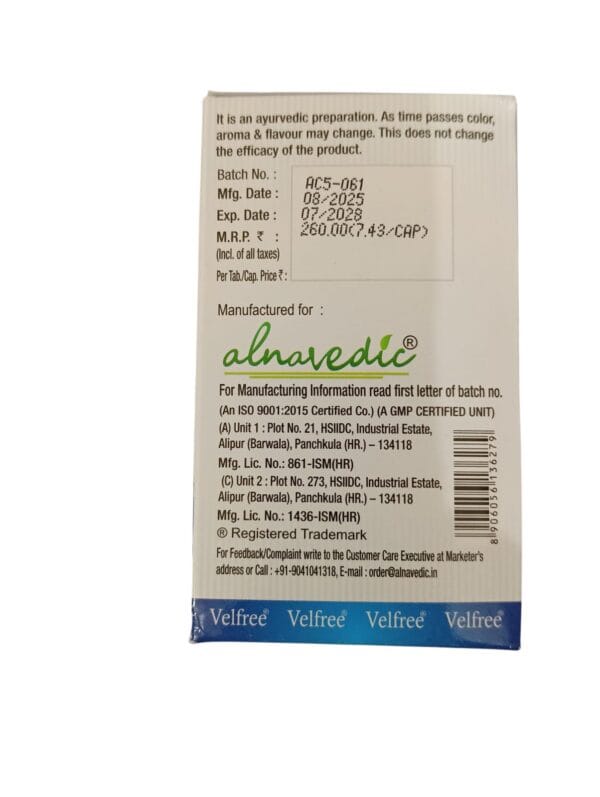 It is an ayurvedic preparation. As time passes color,
aroma & flavour may change. This does not change
the efficacy of the product.
Batch No. : AC5-061
Mfg. Date : 08/2025
Exp. Date : 07/2028
M.R.P. ₹ : 260.00(7.43/CAP)
(Incl. of all taxes)
Per Tab./Cap. Price ₹ :
Manufactured for :
alnavedic®
For Manufacturing Information read first letter of batch no.
(An ISO 9001:2015 Certified Co.) (A GMP CERTIFIED UNIT)
(A) Unit 1 : Plot No. 21, HSIIDC, Industrial Estate,
Alipur (Barwala), Panchkula (HR.) – 134118
Mfg. Lic. No.: 861-ISM(HR)
(C) Unit 2 : Plot No. 273, HSIIDC, Industrial Estate,
Alipur (Barwala), Panchkula (HR.) – 134118
Mfg. Lic. No.: 1436-ISM(HR)
® Registered Trademark
8 906056 136279
For Feedback/Complaint write to the Customer Care Executive at Marketer's
address or Call : +91-9041041318, E-mail : order@alnavedic.in
Velfree® Velfree® Velfree® Velfree®